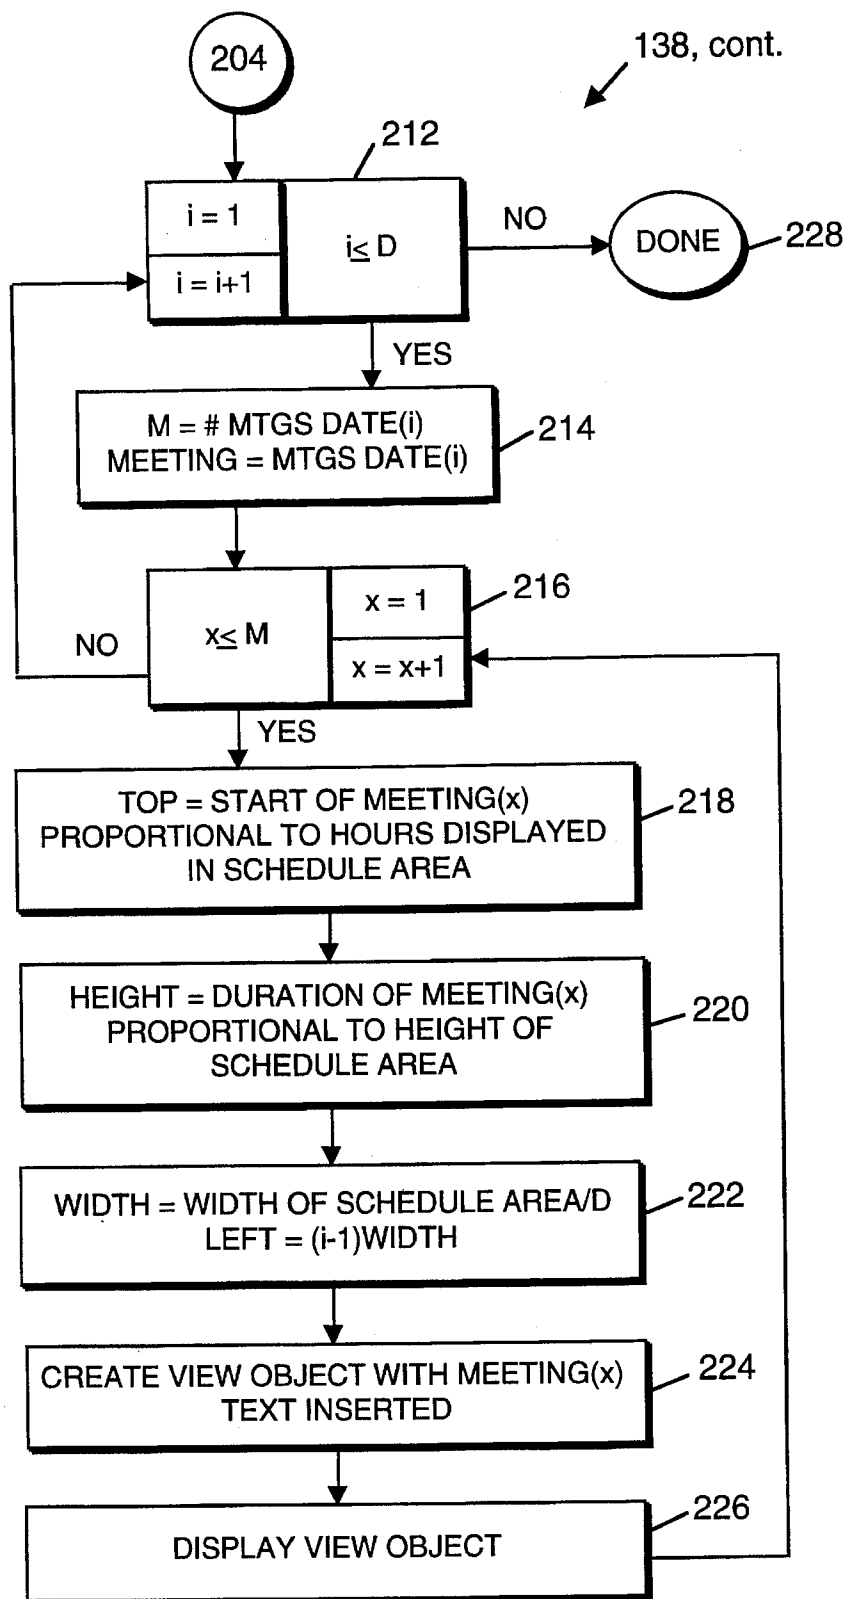 204
138, cont.
212
i = 1
i = i+1
i≤ D
NO
DONE
228
YES
M = # MTGS DATE(i)
MEETING = MTGS DATE(i)
214
x≤ M
x = 1
x = x+1
216
NO
YES
TOP = START OF MEETING(x)
PROPORTIONAL TO HOURS DISPLAYED
IN SCHEDULE AREA
218
HEIGHT = DURATION OF MEETING(x)
PROPORTIONAL TO HEIGHT OF
SCHEDULE AREA
220
WIDTH = WIDTH OF SCHEDULE AREA/D
LEFT = (i-1)WIDTH
222
CREATE VIEW OBJECT WITH MEETING(x)
TEXT INSERTED
224
DISPLAY VIEW OBJECT
226